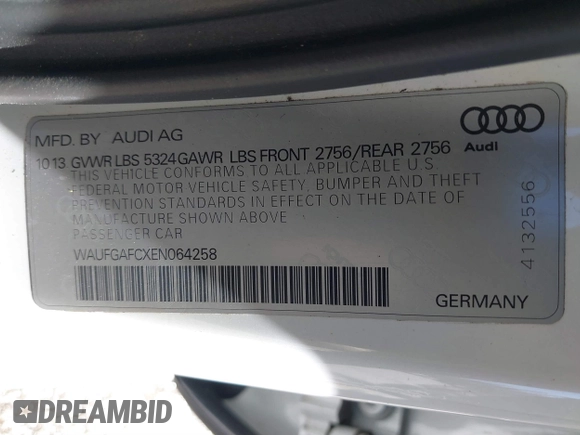 MFD. BY AUDI AG
10 13 GVWR LBS 5324 GAWR LBS FRONT 2756/REAR 2756
Audi
THIS VEHICLE CONFORMS TO ALL APPLICABLE U.S.
FEDERAL MOTOR VEHICLE SAFETY, BUMPER AND THEFT
PREVENTION STANDARDS IN EFFECT ON THE DATE OF
MANUFACTURE SHOWN ABOVE
PASSENGER CAR
WAUFGAFCXEN064258
GERMANY
4132556
DREAMBID